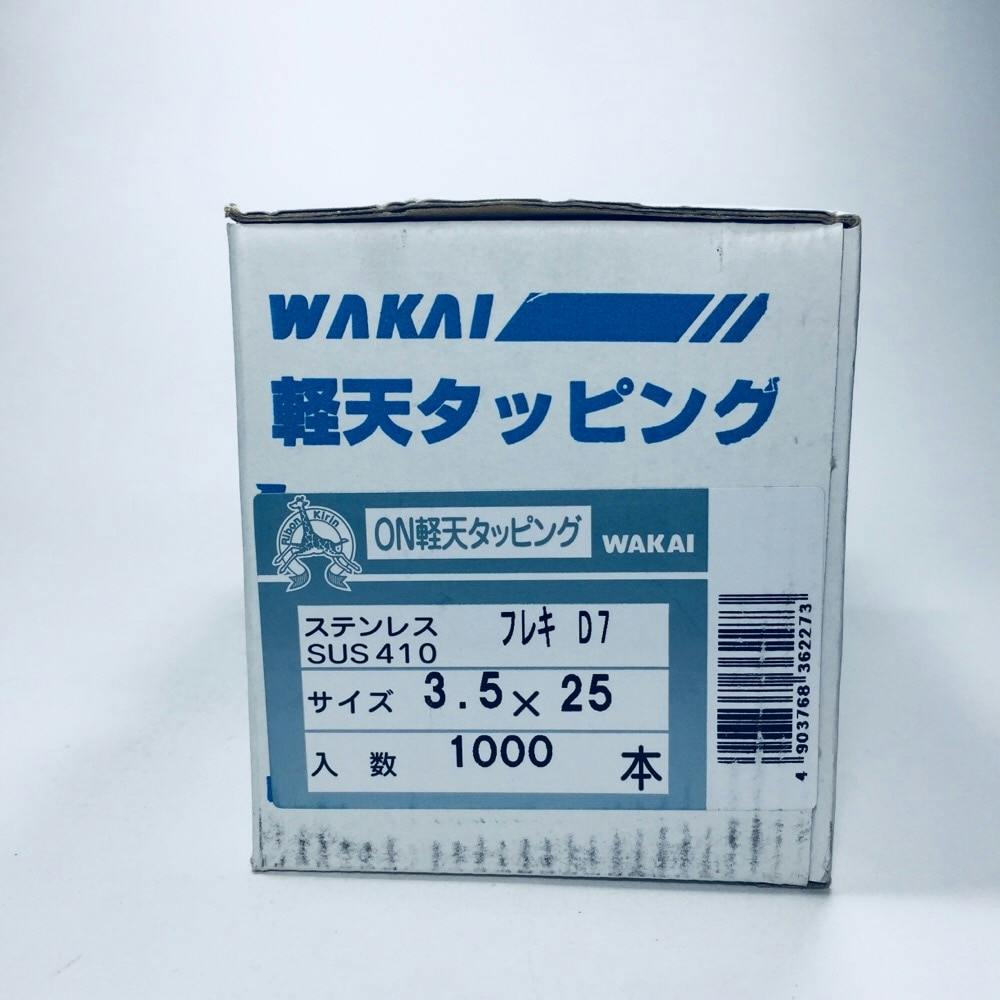 WAKAI
軽天タッピング
Ribon Kirin
ON軽天タッピング WAKAI
ステンレス フレキ D7
SUS410
サイズ 3.5× 25
入数 1000 本
4 903768 362273